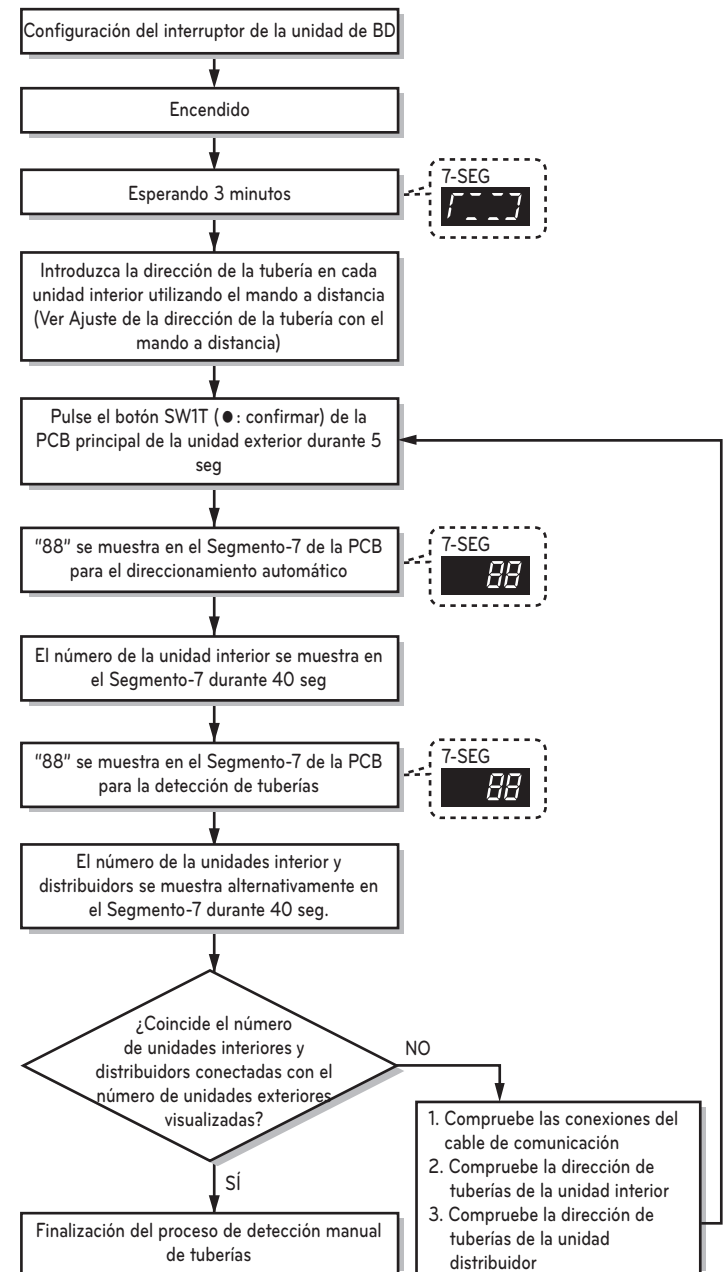 Configuración del interruptor de la unidad de BD
Encendido
Esperando 3 minutos
7-SEG
Introduzca la dirección de la tubería en cada
unidad interior utilizando el mando a distancia
(Ver Ajuste de la dirección de la tubería con el
mando a distancia)
Pulse el botón SW1T (●: confirmar) de la
PCB principal de la unidad exterior durante 5
seg
"88" se muestra en el Segmento-7 de la PCB
para el direccionamiento automático
7-SEG
88
El número de la unidad interior se muestra en
el Segmento-7 durante 40 seg
"88" se muestra en el Segmento-7 de la PCB
para la detección de tuberías
7-SEG
88
El número de la unidades interior y
distribuidors se muestra alternativamente en
el Segmento-7 durante 40 seg.
¿Coincide el número
de unidades interiores y
distribuidors conectadas con el
número de unidades exteriores
visualizadas?
NO
SÍ
1. Compruebe las conexiones del
cable de comunicación
2. Compruebe la dirección de
tuberías de la unidad interior
3. Compruebe la dirección de
tuberías de la unidad
distribuidor
Finalización del proceso de detección manual
de tuberías